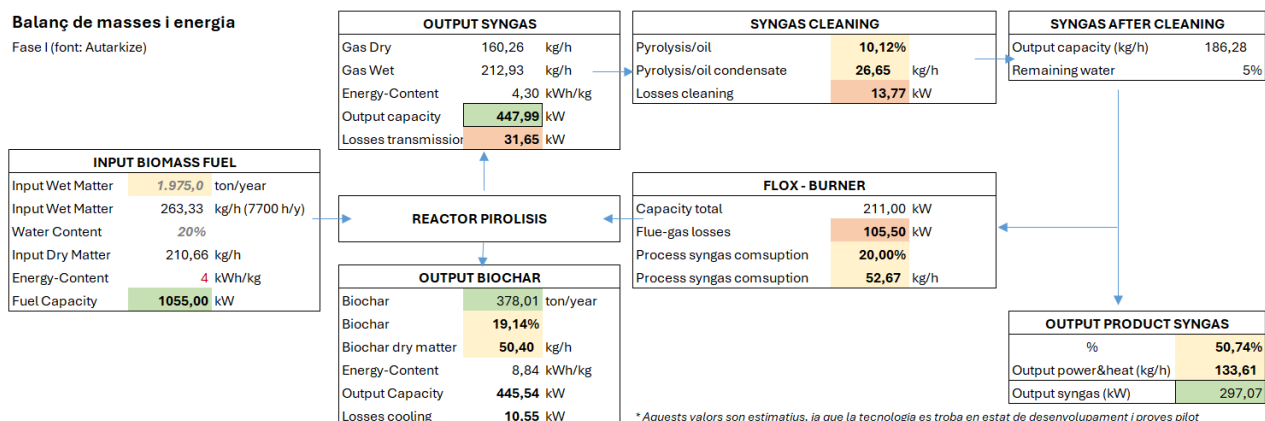 Balanç de masses i energia
Fase I (font: Autarkize)
OUTPUT SYNGAS
Gas Dry 160,26 kg/h
Gas Wet 212,93 kg/h
Energy-Content 4,30 kWh/kg
Output capacity 447,99 kW
Losses transmission 31,65 kW
SYNGAS CLEANING
Pyrolysis/oil 10,12%
Pyrolysis/oil condensate 26,65 kg/h
Losses cleaning 13,77 kW
SYNGAS AFTER CLEANING
Output capacity (kg/h) 186,28
Remaining water 5%
INPUT BIOMASS FUEL
Input Wet Matter 1.975,0 ton/year
Input Wet Matter 263,33 kg/h (7700 h/y)
Water Content 20%
Input Dry Matter 210,66 kg/h
Energy-Content 4 kWh/kg
Fuel Capacity 1055,00 kW
REACTOR PIROLISIS
FLOX - BURNER
Capacity total 211,00 kW
Flue-gas losses 105,50 kW
Process syngas comsuption 20,00%
Process syngas comsuption 52,67 kg/h
OUTPUT BIOCHAR
Biochar 378,01 ton/year
Biochar 19,14%
Biochar dry matter 50,40 kg/h
Energy-Content 8,84 kWh/kg
Output Capacity 445,54 kW
Losses cooling 10,55 kW
OUTPUT PRODUCT SYNGAS
% 50,74%
Output power&heat (kg/h) 133,61
Output syngas (kW) 297,07
* Aquests valors son estimatius, ja que la tecnologia es troba en estat de desenvolupament i proves pilot